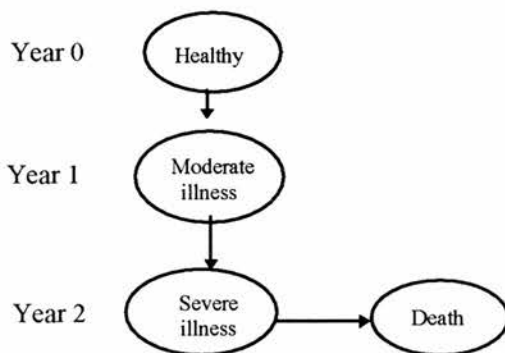 Year 0
Healthy
Year 1
Moderate
illness
Year 2
Severe
illness
Death